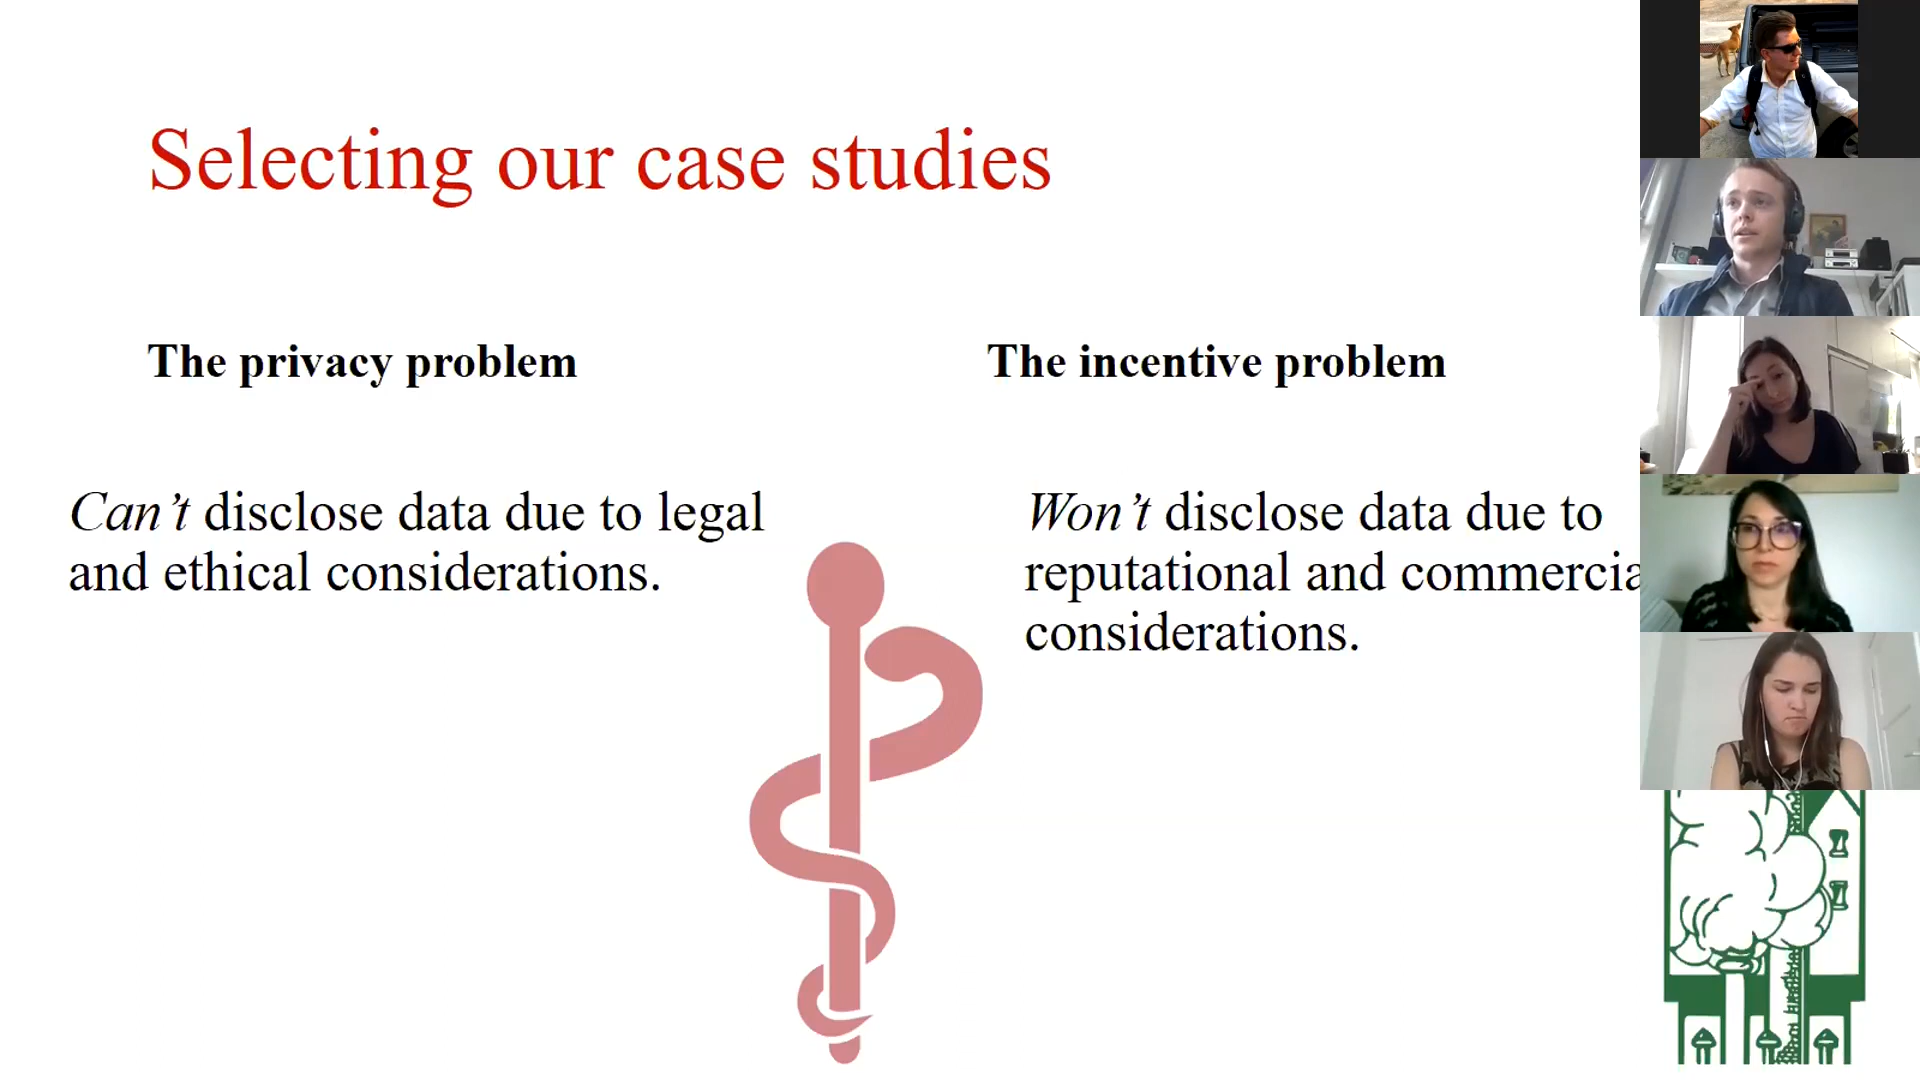 Selecting our case studies
The privacy problem
Can't disclose data due to legal
and ethical considerations.
The incentive problem
Won't disclose data due to
reputational and commercia
considerations.